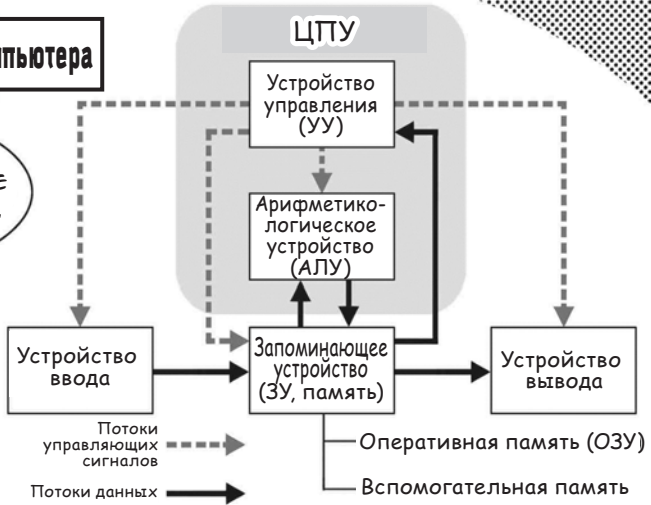 ЦПУ
Устройство
управления
(УУ)
Арифметико-
логическое
устройство
(АЛУ)
Устройство
ввода
Запоминающее
устройство
(ЗУ, память)
Устройство
вывода
Потоки
управляющих
сигналов
Потоки данных
Оперативная память (ОЗУ)
Вспомогательная память